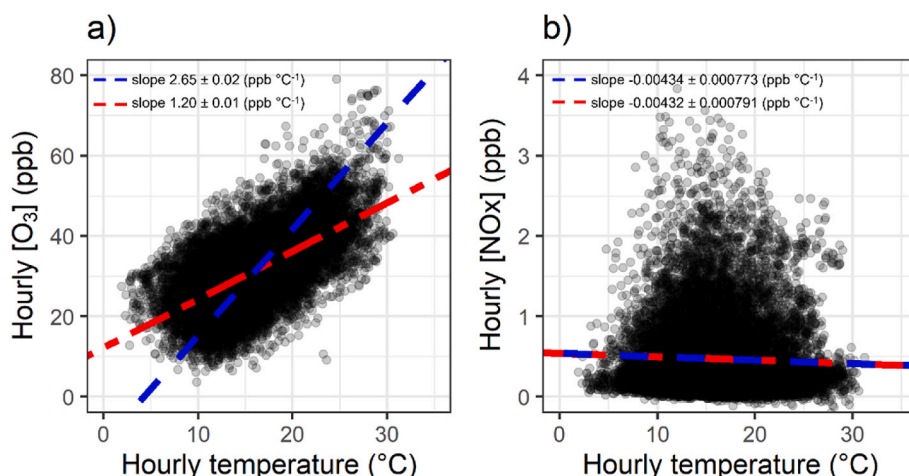 a)
slope 2.65 ± 0.02 (ppb °C⁻¹)
slope 1.20 ± 0.01 (ppb °C⁻¹)
80
60
40
20
0
0 10 20 30
Hourly [O₃] (ppb)
Hourly temperature (°C)
b)
slope -0.00434 ± 0.000773 (ppb °C⁻¹)
slope -0.00432 ± 0.000791 (ppb °C⁻¹)
4
3
2
1
0
0 10 20 30
Hourly [NOx] (ppb)
Hourly temperature (°C)